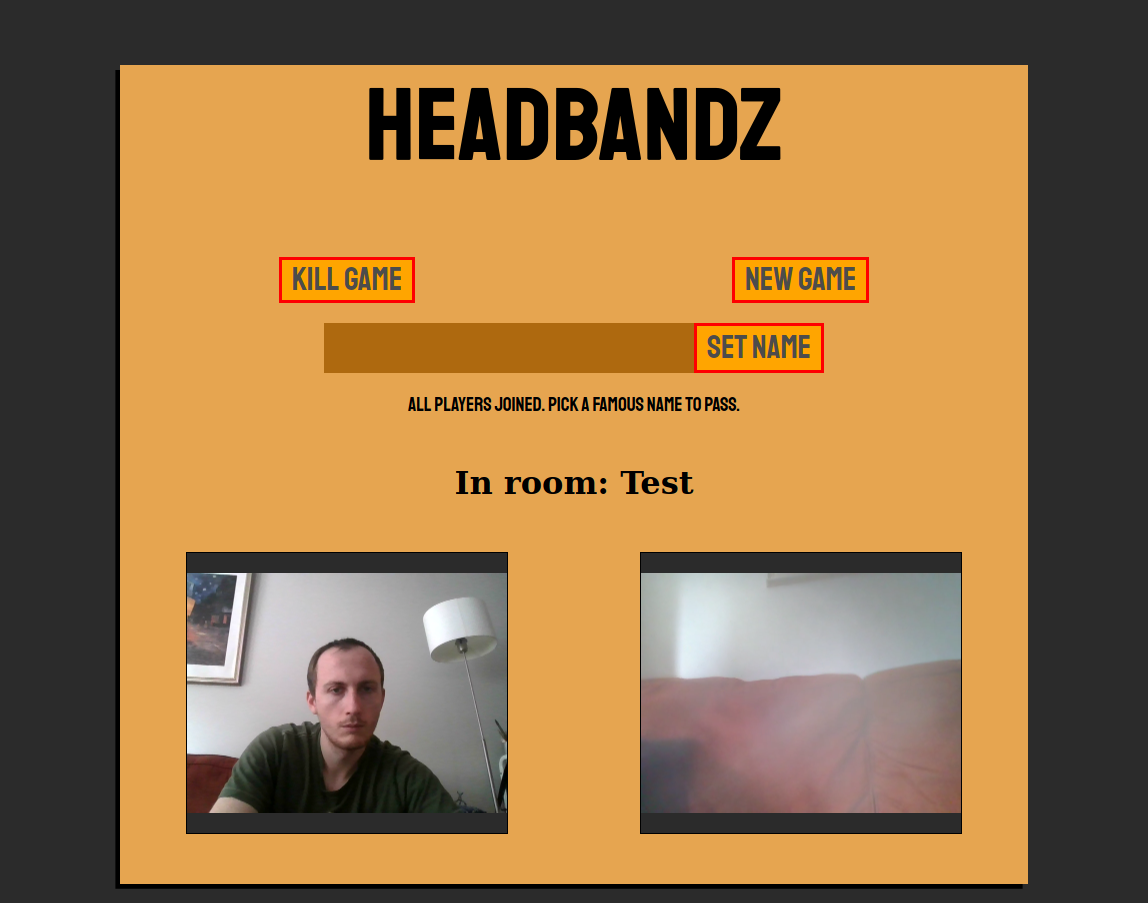 HEADBANDZ
KILL GAME
NEW GAME
SET NAME
ALL PLAYERS JOINED. PICK A FAMOUS NAME TO PASS.
In room: Test